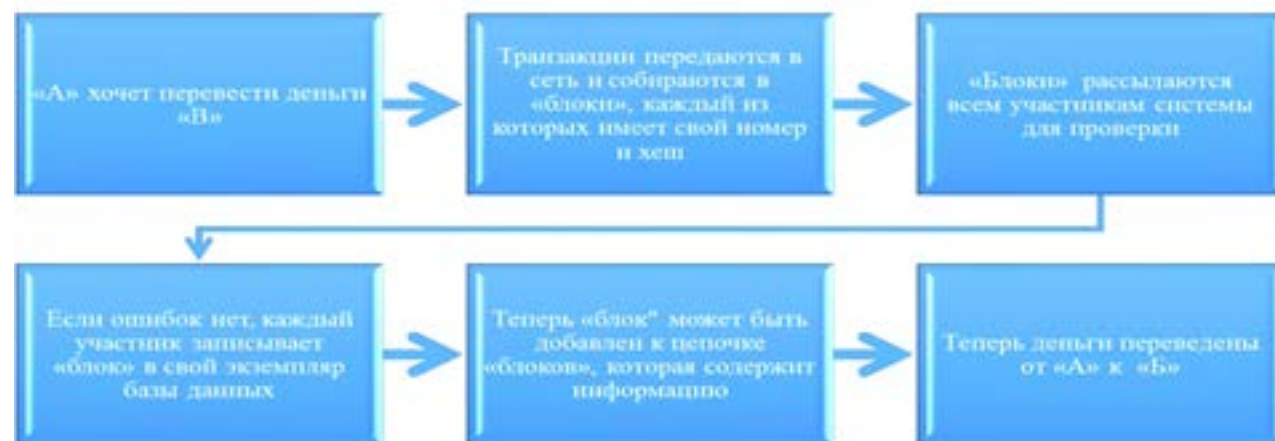 «А» хочет перевести деньги
«В»
Транзакции передаются в
сеть и собираются в
«блоки», каждый из
которых имеет свой номер
и хеш
«Блоки» рассылаются
всем участникам системы
для проверки
Если ошибок нет, каждый
участник записывает
«блок» в свой экземпляр
базы данных
Теперь «блок" может быть
добавлен к цепочке
«блоков», которая содержит
информацию
Теперь деньги переведены
от «А» к «Б»